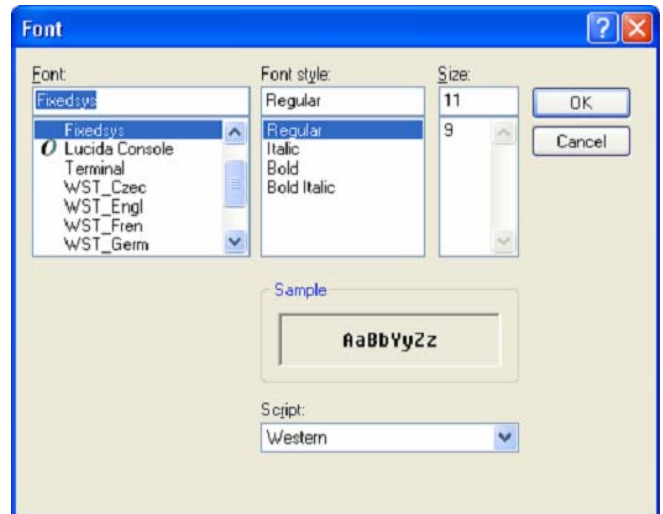 Font
Font:
Fixedsys
Fixedsys
Lucida Console
Terminal
WST_Czec
WST_Engl
WST_Fren
WST_Germ
Font style:
Regular
Regular
Italic
Bold
Bold Italic
Size:
11
9
OK
Cancel
Sample
AaBbYyZz
Script:
Western